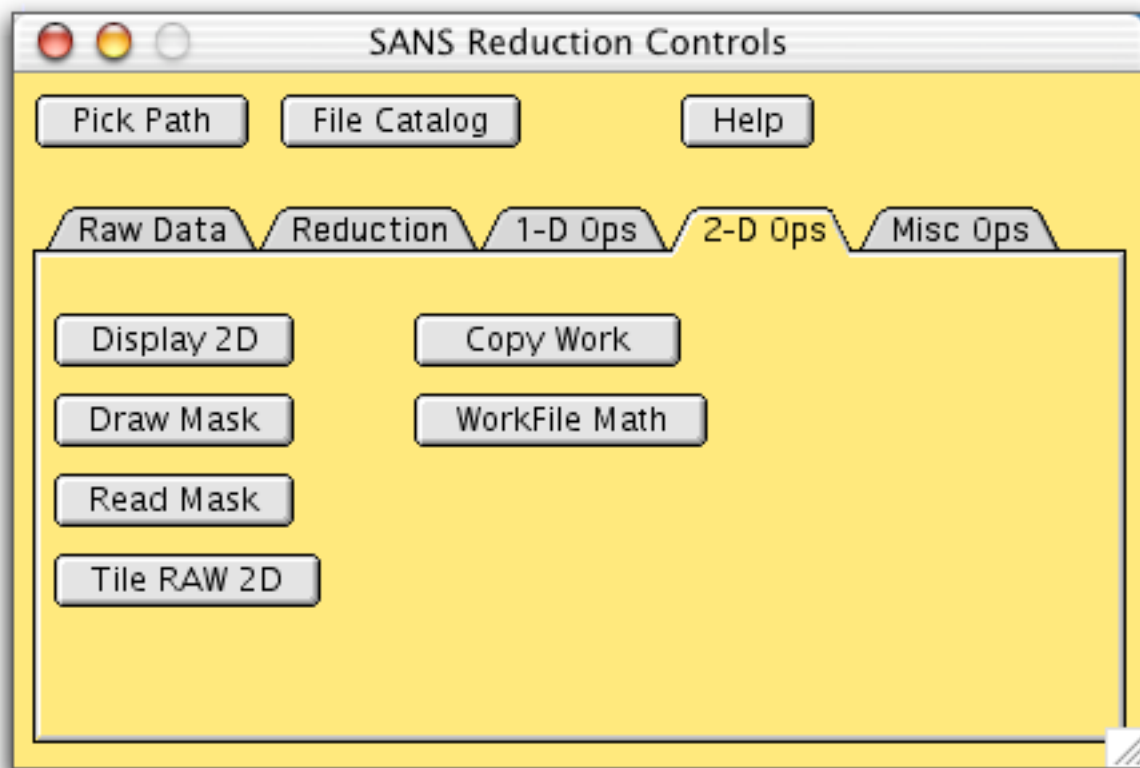 SANS Reduction Controls
Pick Path File Catalog Help
Raw Data Reduction 1-D Ops 2-D Ops Misc Ops
Display 2D Copy Work
Draw Mask WorkFile Math
Read Mask
Tile RAW 2D